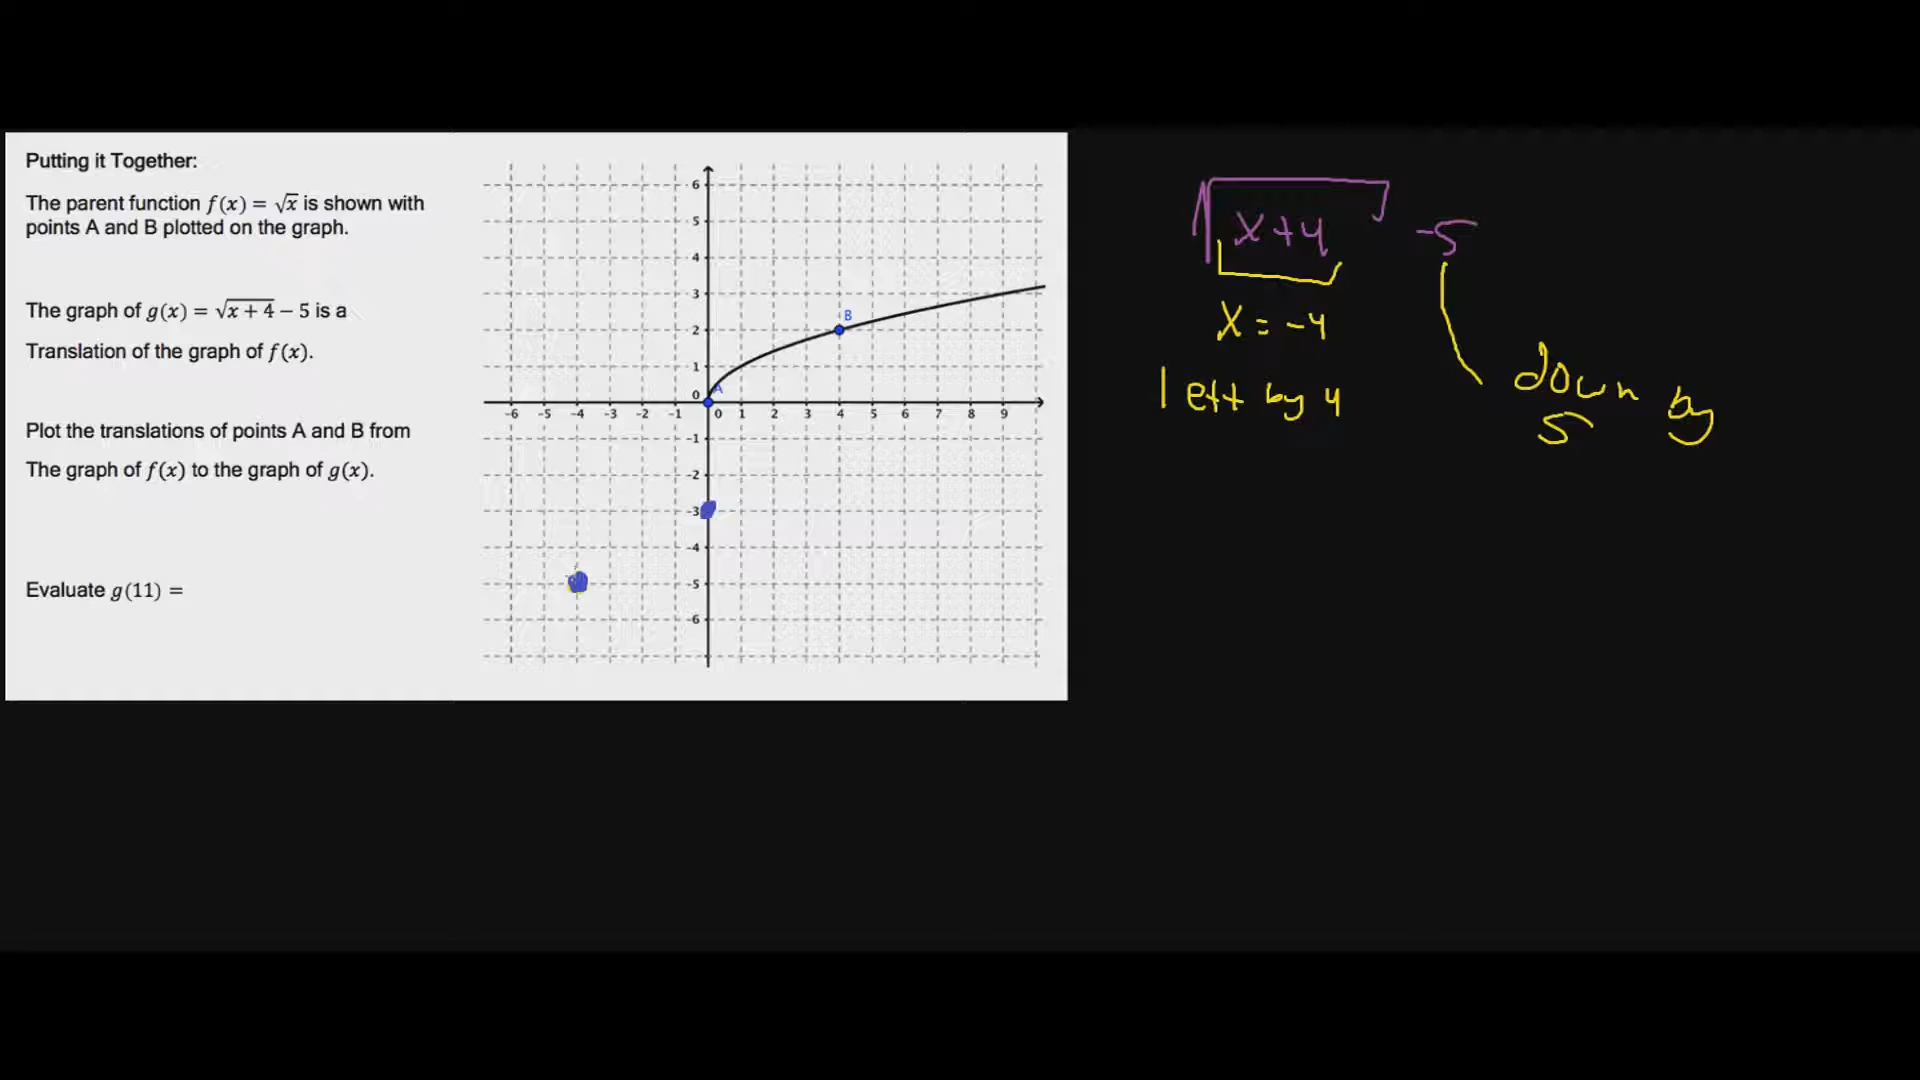 Putting it Together:
The parent function f(x) = √x is shown with
points A and B plotted on the graph.
The graph of g(x) = √x + 4 − 5 is a
Translation of the graph of f(x).
Plot the translations of points A and B from
The graph of f(x) to the graph of g(x).
Evaluate g(11) =
6
5
4
3
B
2
1
A
0
-6 -5 -4 -3 -2 -1 0 1 2 3 4 5 6 7 8 9
-1
-2
-3
-4
-5
-6
√x+4 -5
x = -4
left by 4
down by
5